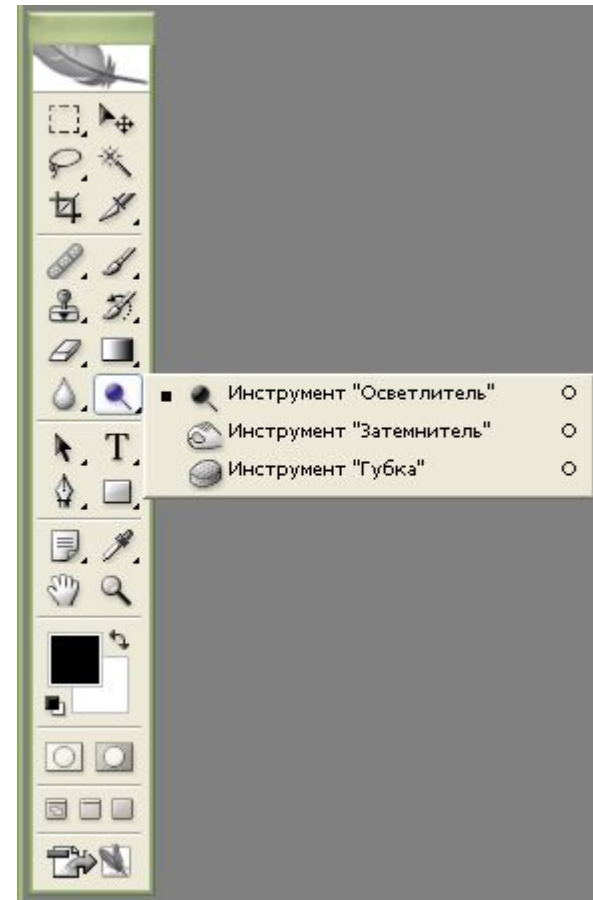 Инструмент "Осветлитель" O
Инструмент "Затемнитель" O
Инструмент "Губка" O
T